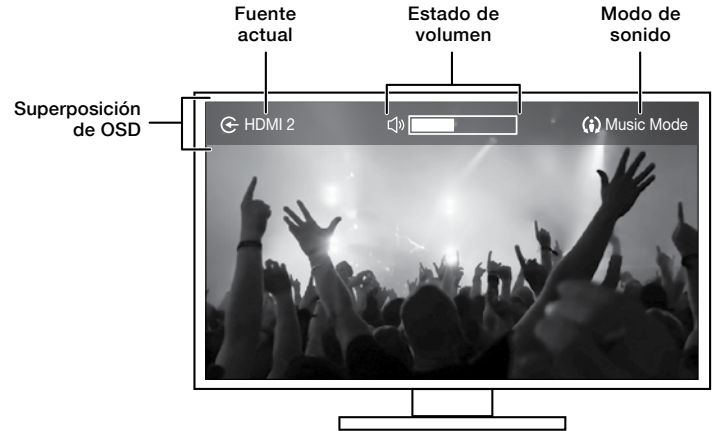 Fuente
actual
Estado de
volumen
Modo de
sonido
Superposición
de OSD
HDMI 2
Music Mode